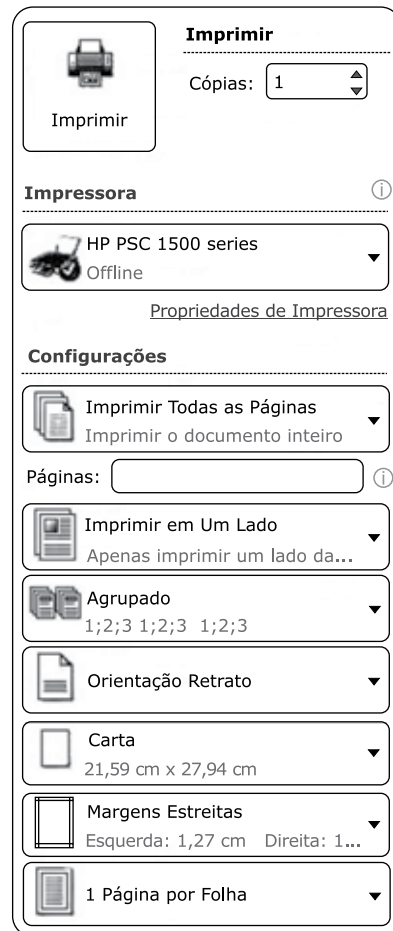 Imprimir
Cópias: 1
Imprimir
Impressora
HP PSC 1500 series
Offline
Propriedades de Impressora
Configurações
Imprimir Todas as Páginas
Imprimir o documento inteiro
Páginas:
Imprimir em Um Lado
Apenas imprimir um lado da...
Agrupado
1;2;3 1;2;3 1;2;3
Orientação Retrato
Carta
21,59 cm x 27,94 cm
Margens Estreitas
Esquerda: 1,27 cm Direita: 1...
1 Página por Folha